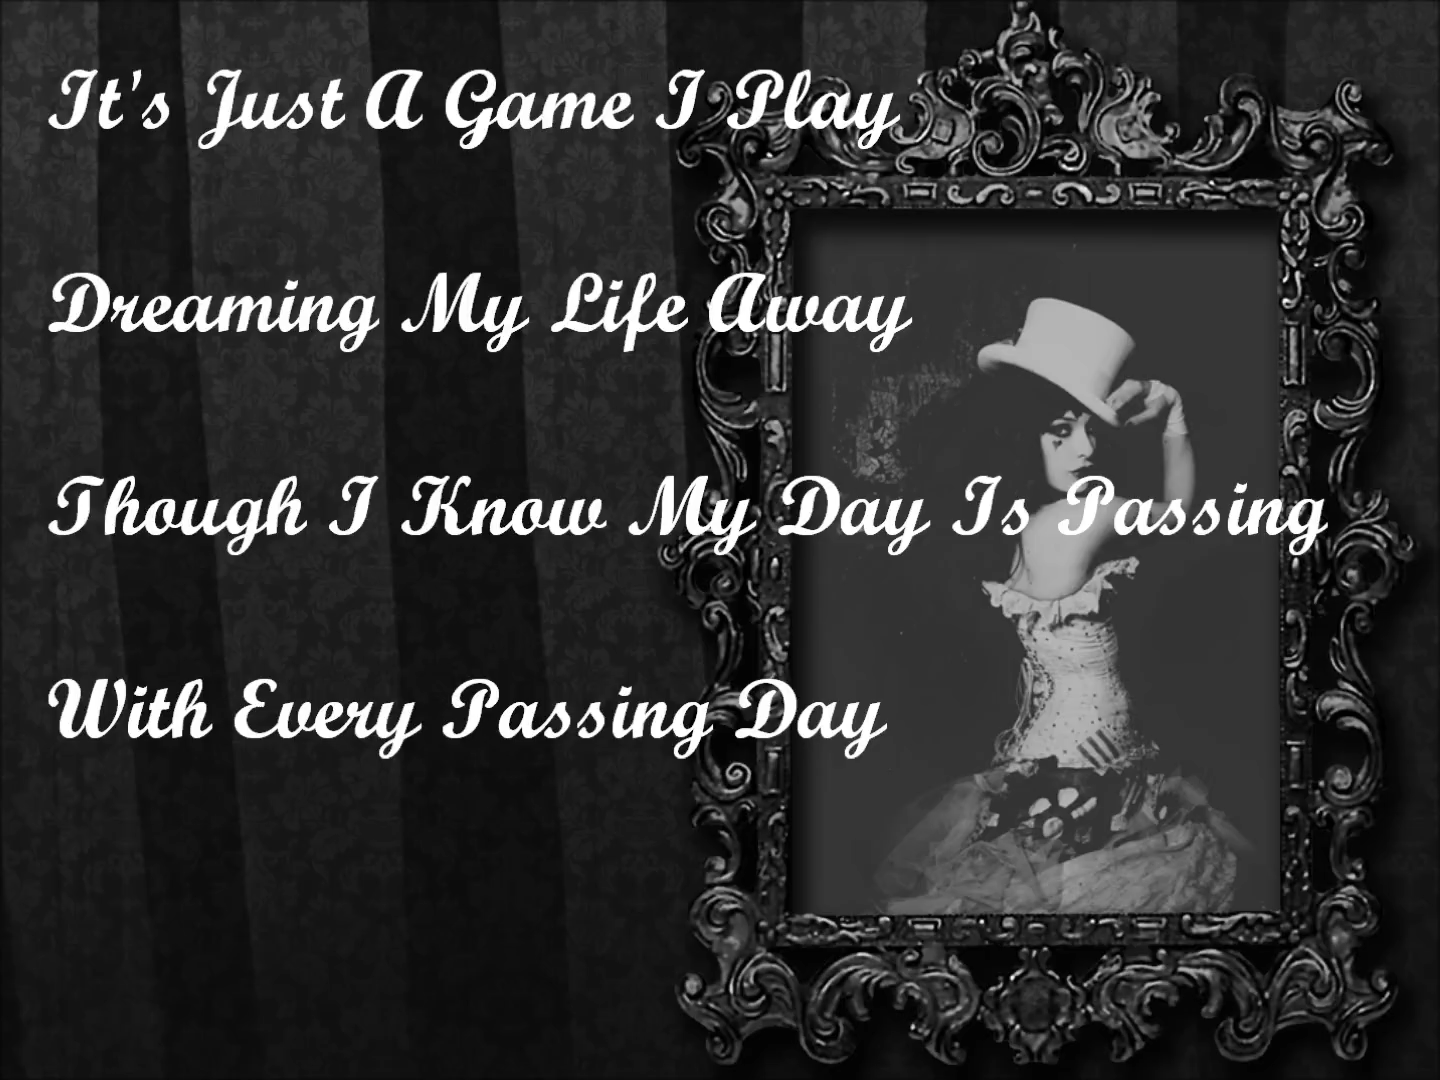 It's Just A Game I Play
Dreaming My Life Away
Though I Know My Day Is Passing
With Every Passing Day